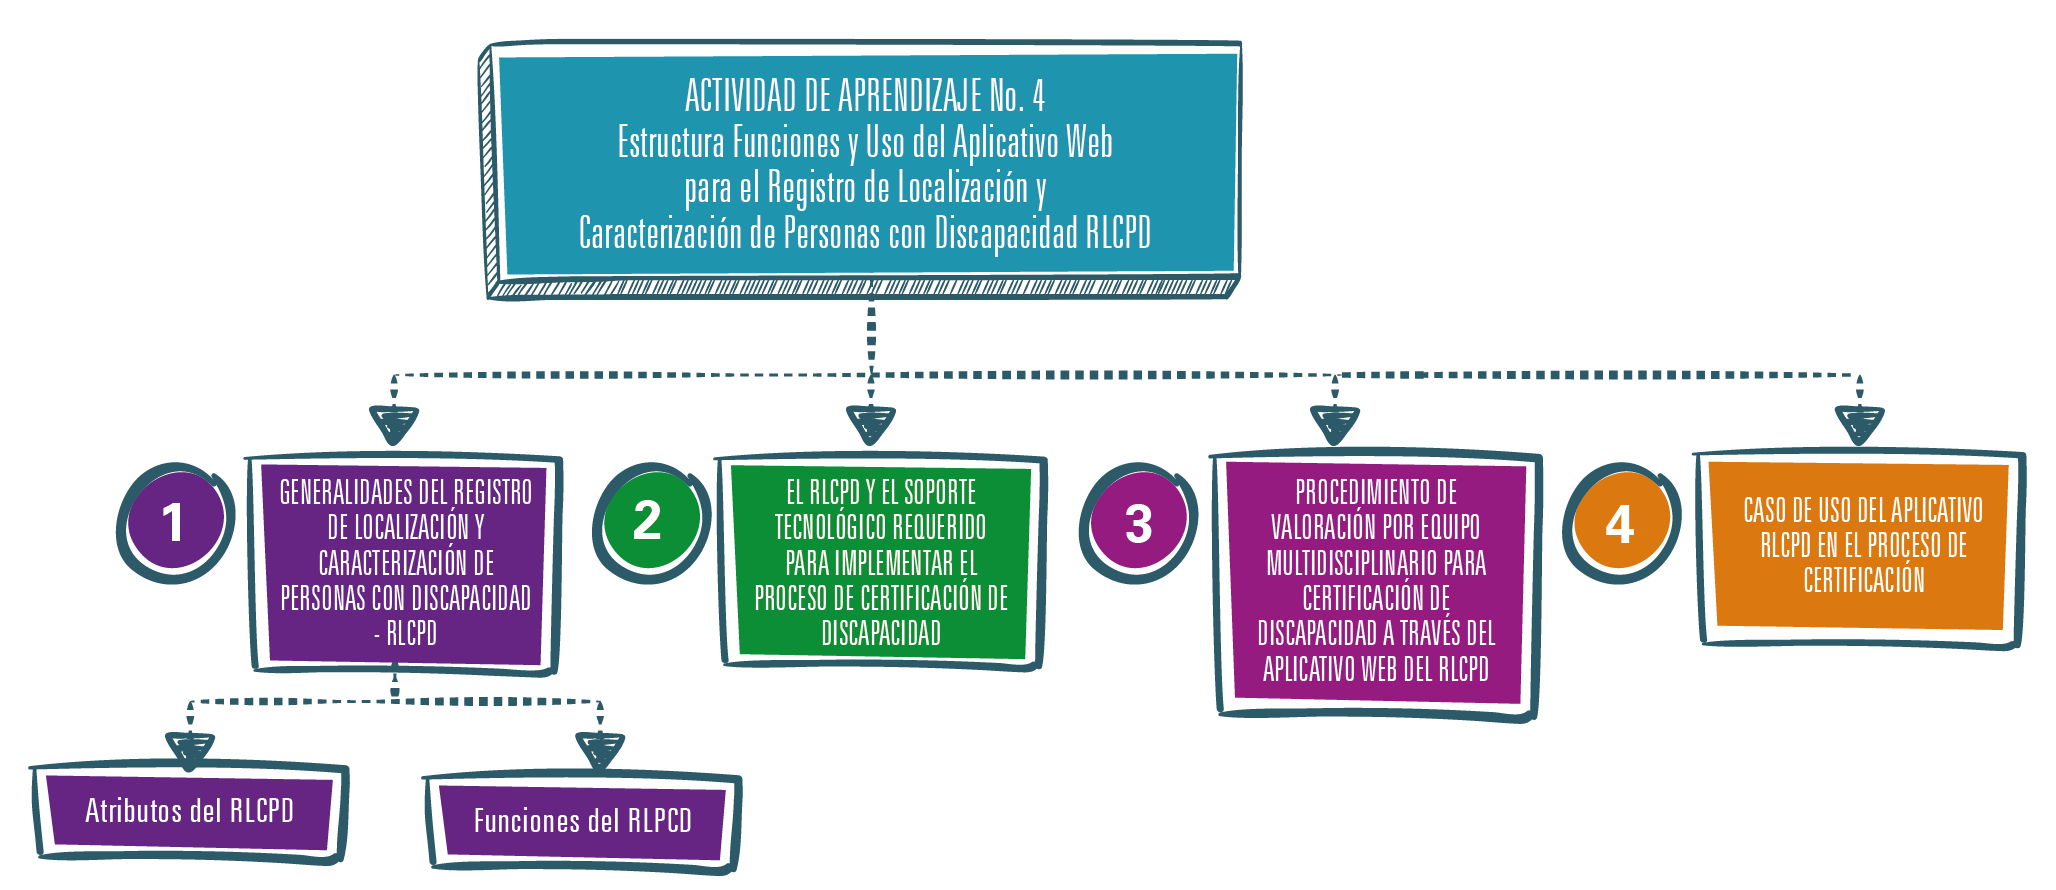 ACTIVIDAD DE APRENDIZAJE No. 4
Estructura Funciones y Uso del Aplicativo Web
para el Registro de Localización y
Caracterización de Personas con Discapacidad RLCPD
1
GENERALIDADES DEL REGISTRO
DE LOCALIZACIÓN Y
CARACTERIZACIÓN DE
PERSONAS CON DISCAPACIDAD
- RLCPD
2
EL RLCPD Y EL SOPORTE
TECNOLÓGICO REQUERIDO
PARA IMPLEMENTAR EL
PROCESO DE CERTIFICACIÓN DE
DISCAPACIDAD
3
PROCEDIMIENTO DE
VALORACIÓN POR EQUIPO
MULTIDISCIPLINARIO PARA
CERTIFICACIÓN DE
DISCAPACIDAD A TRAVÉS DEL
APLICATIVO WEB DEL RLCPD
4
CASO DE USO DEL APLICATIVO
RLCPD EN EL PROCESO DE
CERTIFICACIÓN
Atributos del RLCPD
Funciones del RLPCD